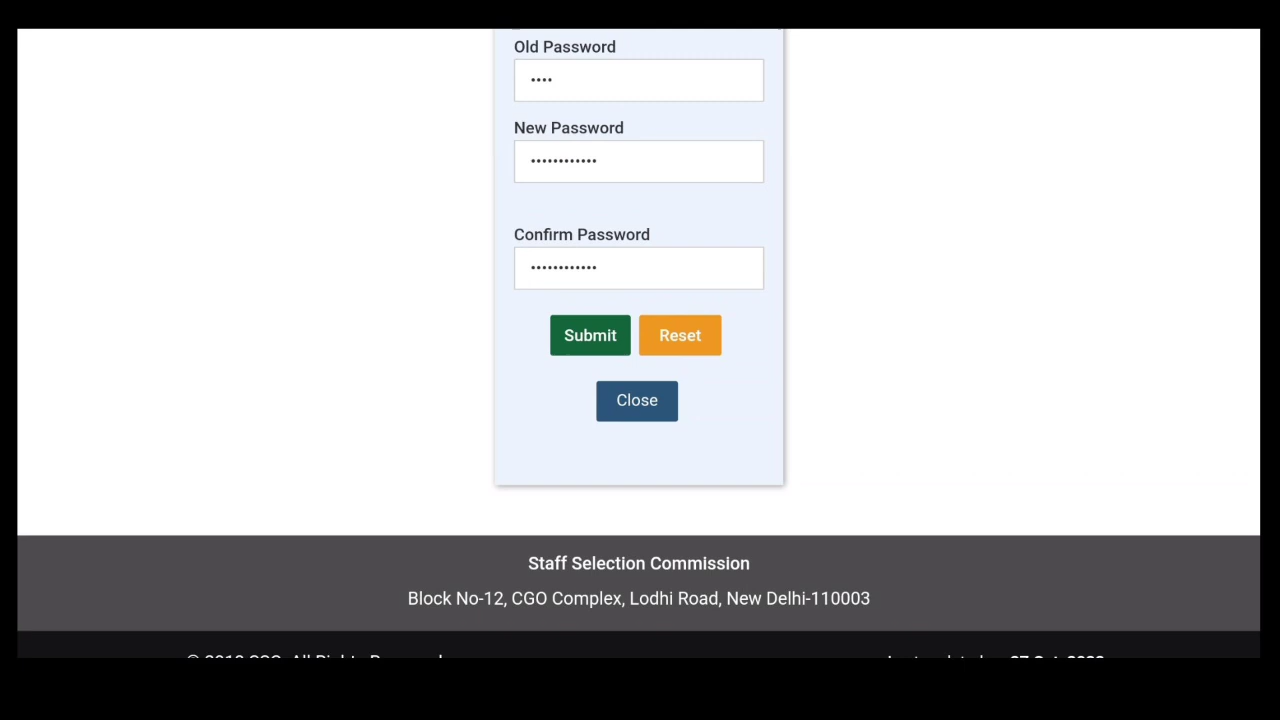 Old Password
••••
New Password
••••••••••••
Confirm Password
••••••••••••
Submit Reset
Close
Staff Selection Commission
Block No-12, CGO Complex, Lodhi Road, New Delhi-110003